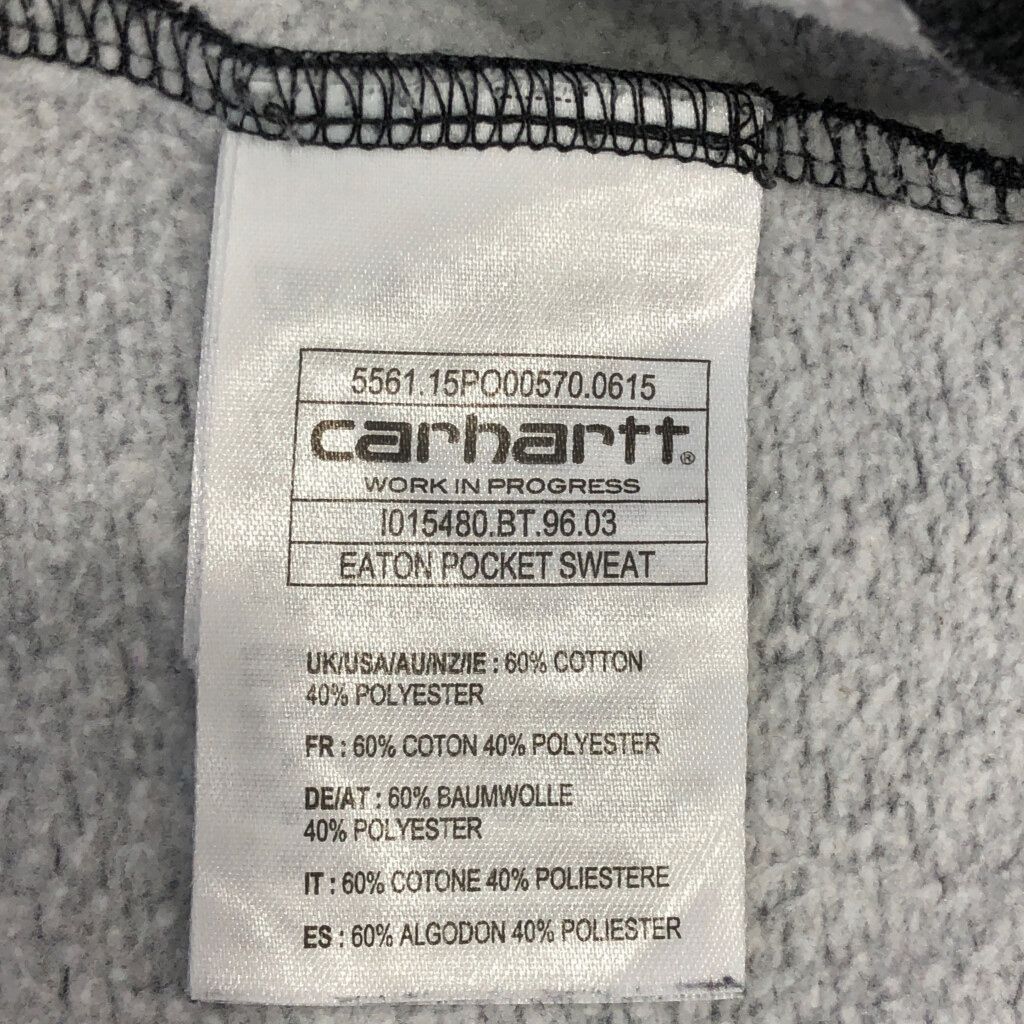 5561.15PO00570.0615
carhartt®
WORK IN PROGRESS
I015480.BT.96.03
EATON POCKET SWEAT
UK/USA/AU/NZ/IE : 60% COTTON
40% POLYESTER
FR : 60% COTON 40% POLYESTER
DE/AT : 60% BAUMWOLLE
40% POLYESTER
IT : 60% COTONE 40% POLIESTERE
ES : 60% ALGODON 40% POLIESTER